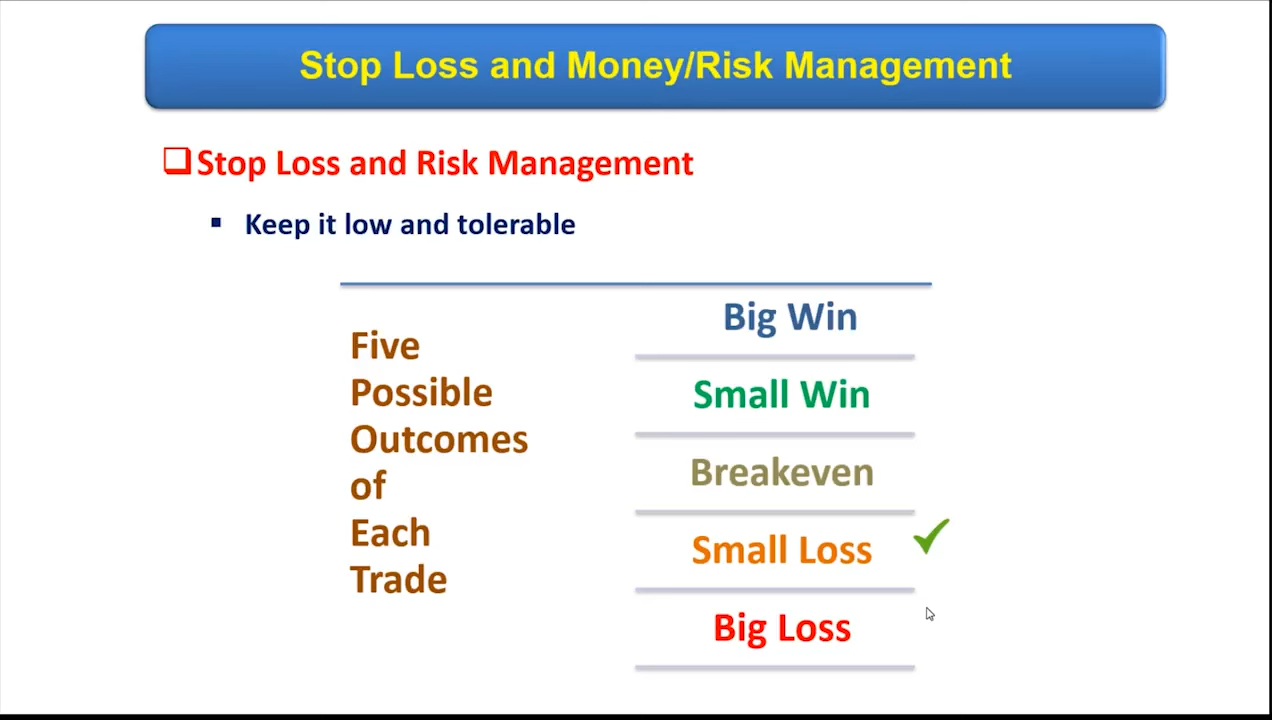 Stop Loss and Money/Risk Management
Stop Loss and Risk Management
Keep it low and tolerable
Five
Possible
Outcomes
of
Each
Trade
Big Win
Small Win
Breakeven
Small Loss
Big Loss